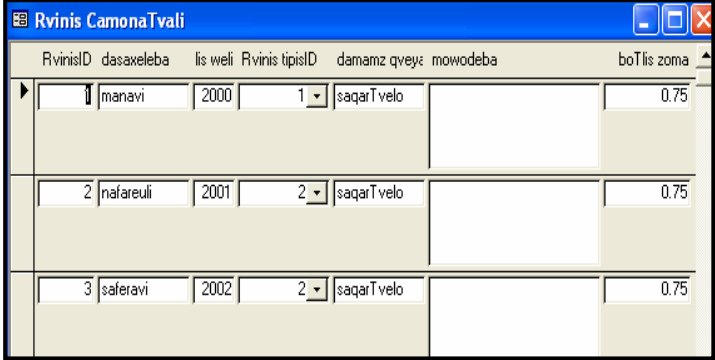 Rvinis CamonaTvali
RvinisID dasaxeleba lis weli Rvinis tipisID damamz qveya mowodeba boTlis zoma
1 manavi 2000 1 saqarTvelo 0.75
2 nafareuli 2001 2 saqarTvelo 0.75
3 saferavi 2002 2 saqarTvelo 0.75